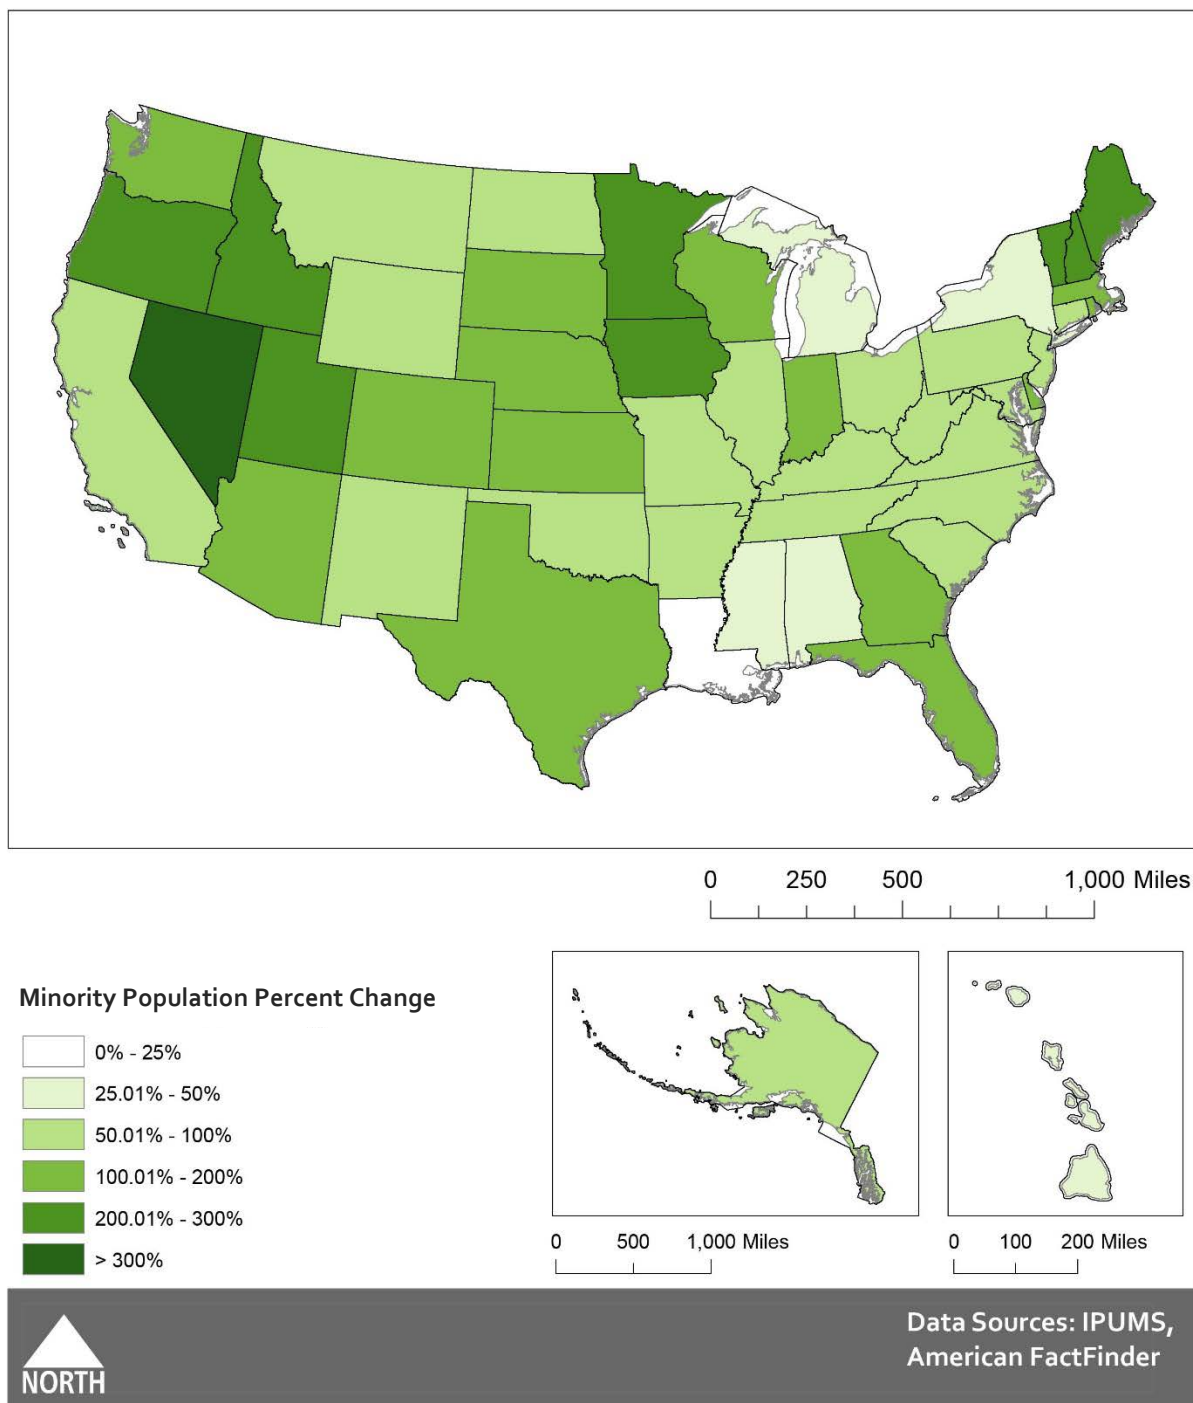 0 250 500 1,000 Miles
Minority Population Percent Change
0% - 25%
25.01% - 50%
50.01% - 100%
100.01% - 200%
200.01% - 300%
> 300%
0 500 1,000 Miles
0 100 200 Miles
NORTH
Data Sources: IPUMS,
American FactFinder